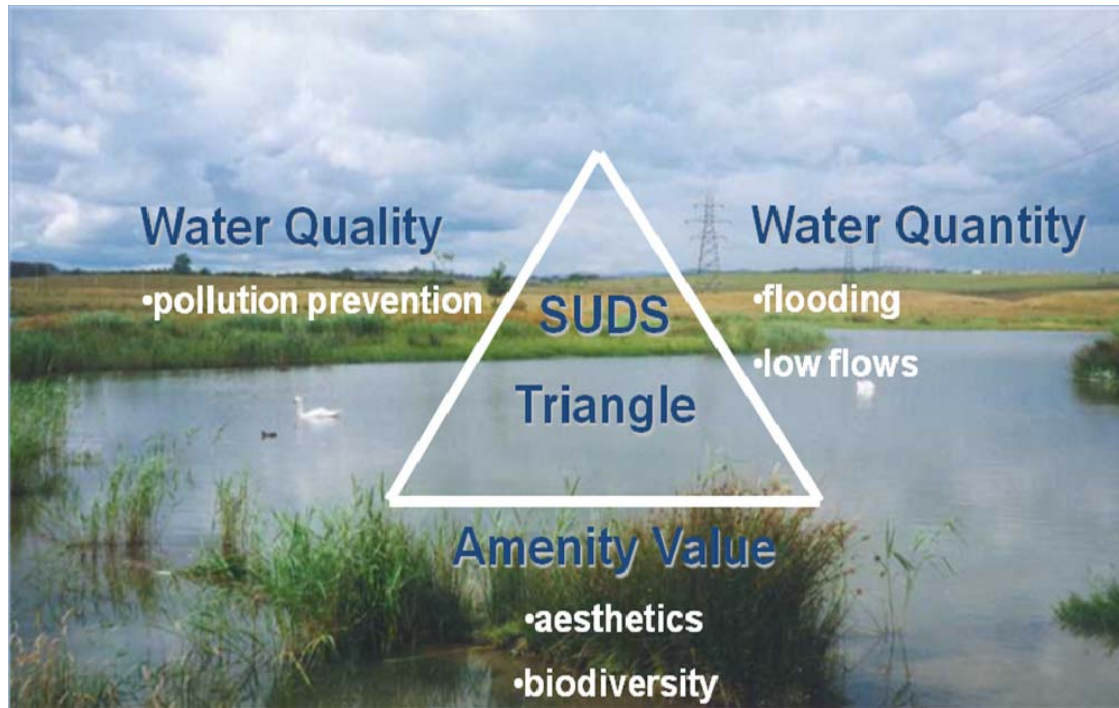 Water Quality
•pollution prevention
Water Quantity
•flooding
•low flows
SUDS
Triangle
Amenity Value
•aesthetics
•biodiversity